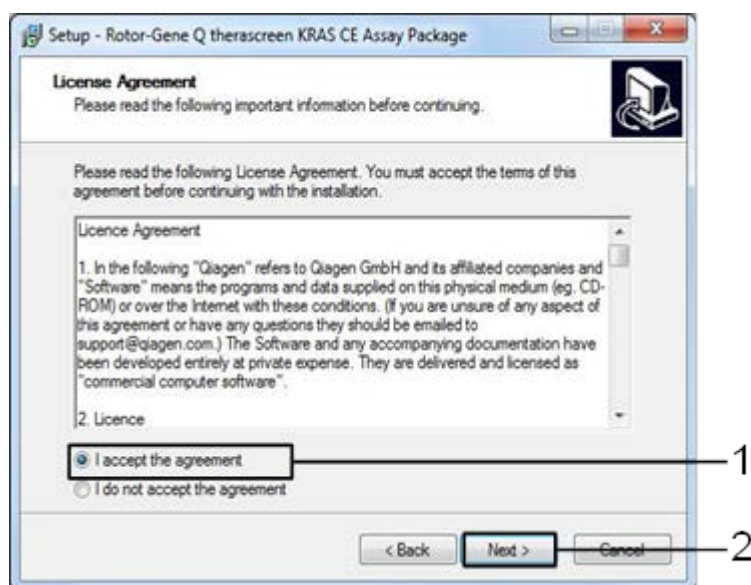 Setup - Rotor-Gene Q therascreen KRAS CE Assay Package
License Agreement
Please read the following important information before continuing.
Please read the following License Agreement. You must accept the terms of this
agreement before continuing with the installation.
Licence Agreement
1. In the following "Qiagen" refers to Qiagen GmbH and its affiliated companies and
"Software" means the programs and data supplied on this physical medium (eg. CD-
ROM) or over the Internet with these conditions. (If you are unsure of any aspect of
this agreement or have any questions they should be emailed to
support@qiagen.com.) The Software and any accompanying documentation have
been developed entirely at private expense. They are delivered and licensed as
"commercial computer software".
2. Licence
I accept the agreement
1
I do not accept the agreement
< Back Next > Cancel
2